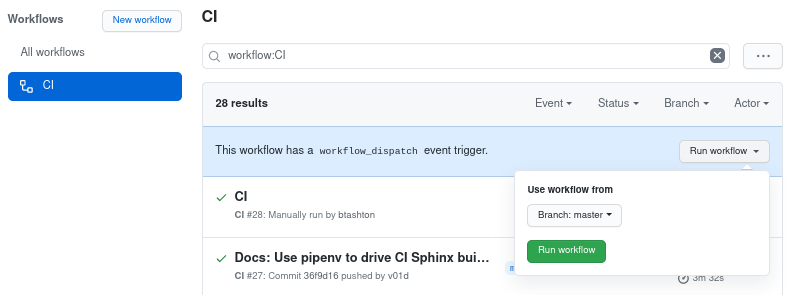 Workflows
New workflow
All workflows
CI
CI
workflow:CI
28 results
Event
Status
Branch
Actor
This workflow has a workflow_dispatch event trigger.
Run workflow
Use workflow from
Branch: master
Run workflow
CI
CI #28: Manually run by btashton
Docs: Use pipenv to drive CI Sphinx bui...
CI #27: Commit 36f9d16 pushed by v01d
3m 32s